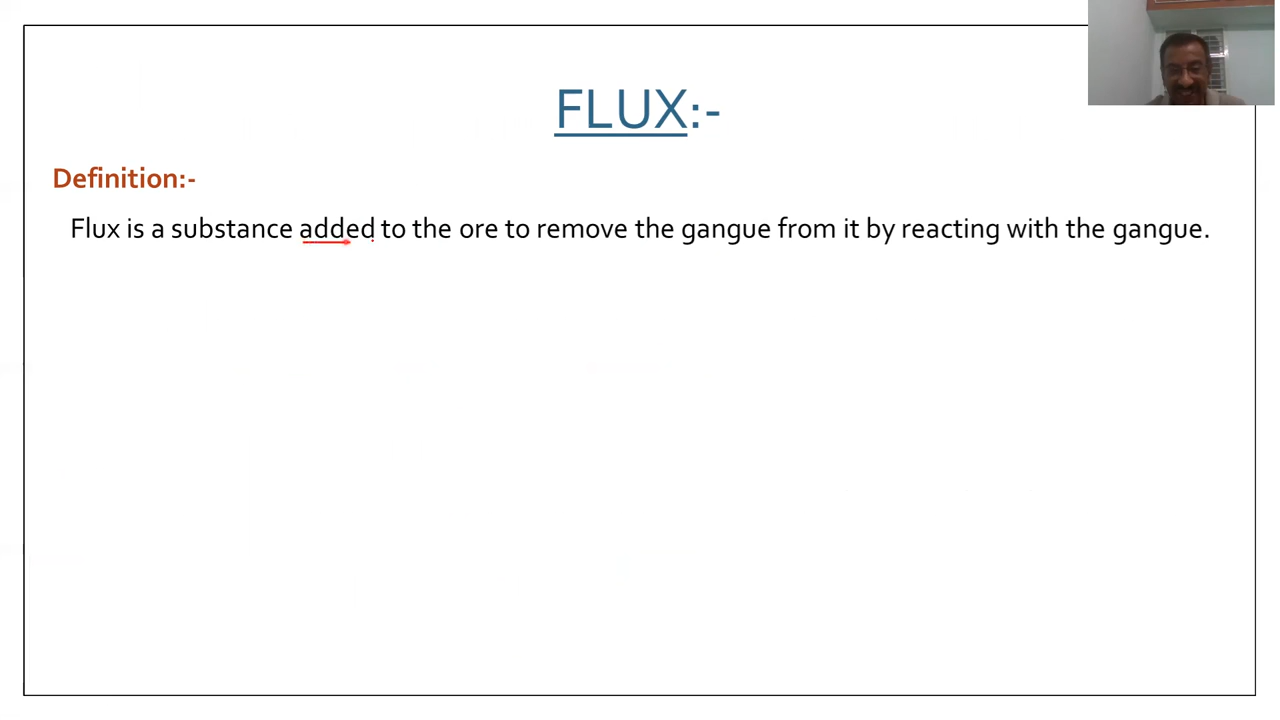 FLUX:-
Definition:-
Flux is a substance added to the ore to remove the gangue from it by reacting with the gangue.